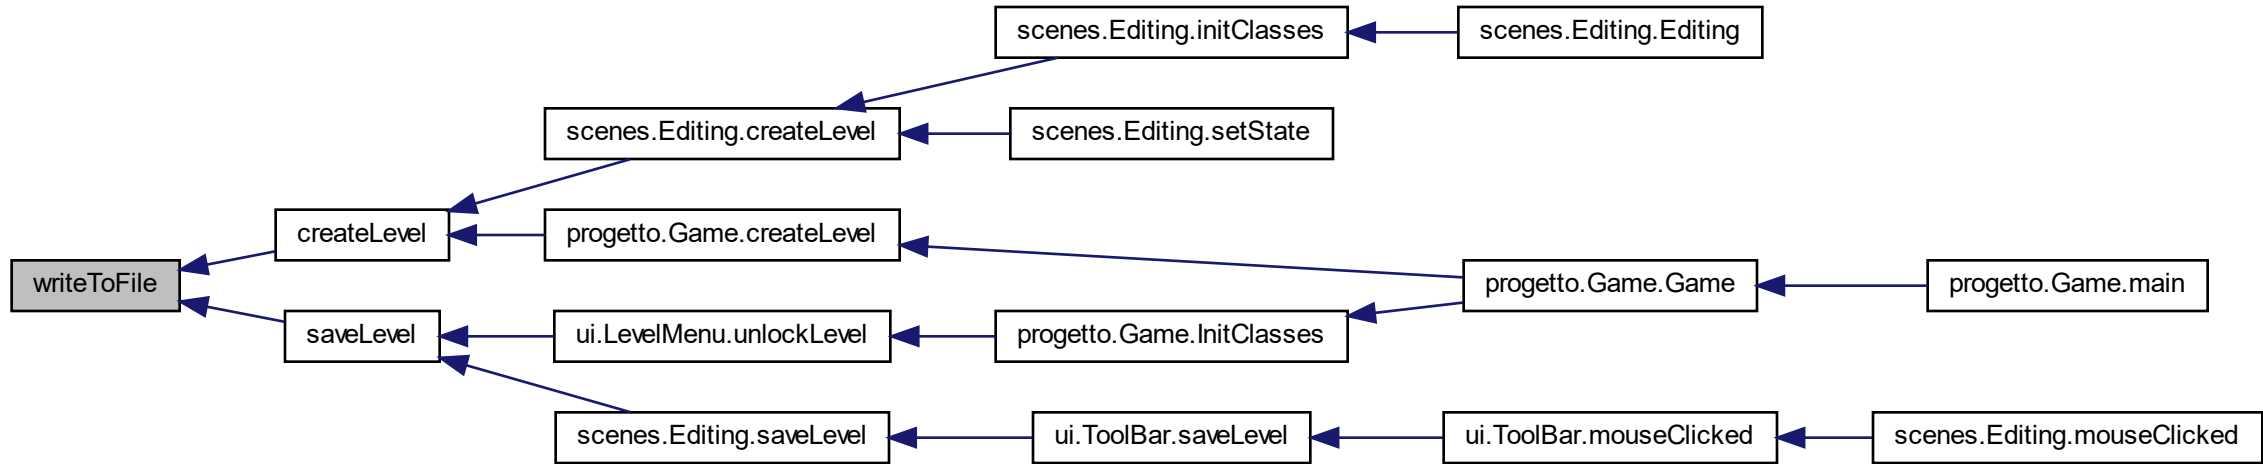 scenes.Editing.initClasses
scenes.Editing.Editing
scenes.Editing.createLevel
scenes.Editing.setState
createLevel
progetto.Game.createLevel
writeToFile
progetto.Game.Game
progetto.Game.main
saveLevel
ui.LevelMenu.unlockLevel
progetto.Game.InitClasses
scenes.Editing.saveLevel
ui.ToolBar.saveLevel
ui.ToolBar.mouseClicked
scenes.Editing.mouseClicked